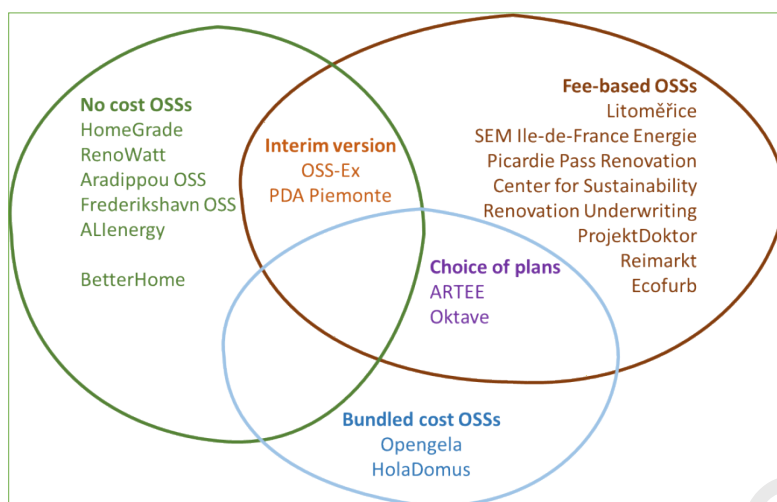 No cost OSSs
HomeGrade
RenoWatt
Aradippou OSS
Frederikshavn OSS
ALIenergy
BetterHome
Interim version
OSS-Ex
PDA Piemonte
Fee-based OSSs
Litoměřice
SEM Ile-de-France Energie
Picardie Pass Renovation
Center for Sustainability
Renovation Underwriting
ProjektDoktor
Reimarkt
Ecofurb
Choice of plans
ARTEE
Oktave
Bundled cost OSSs
Opengela
HolaDomus